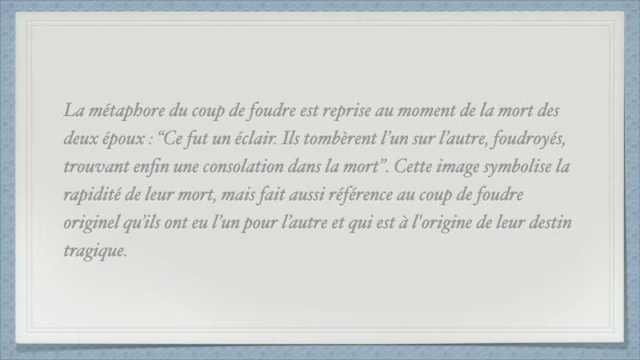 La métaphore du coup de foudre est reprise au moment de la mort des
deux époux : “Ce fut un éclair. Ils tombèrent l’un sur l’autre, foudroyés,
trouvant enfin une consolation dans la mort”. Cette image symbolise la
rapidité de leur mort, mais fait aussi référence au coup de foudre
originel qu’ils ont eu l’un pour l’autre et qui est à l'origine de leur destin
tragique.